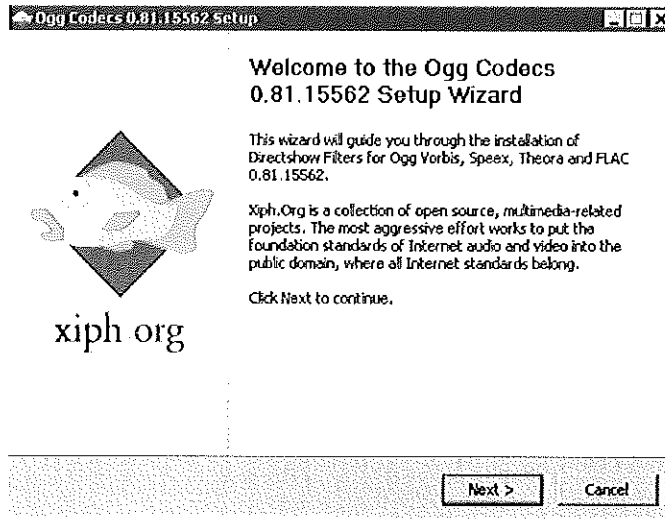 Ogg Codecs 0.81.15562 Setup
Welcome to the Ogg Codecs
0.81.15562 Setup Wizard
This wizard will guide you through the installation of
Directshow Filters for Ogg Vorbis, Speex, Theora and FLAC
0.81.15562.
Xiph.Org is a collection of open source, multimedia-related
projects. The most aggressive effort works to put the
foundation standards of Internet audio and video into the
public domain, where all Internet standards belong.
Click Next to continue.
xiph org
Next >
Cancel